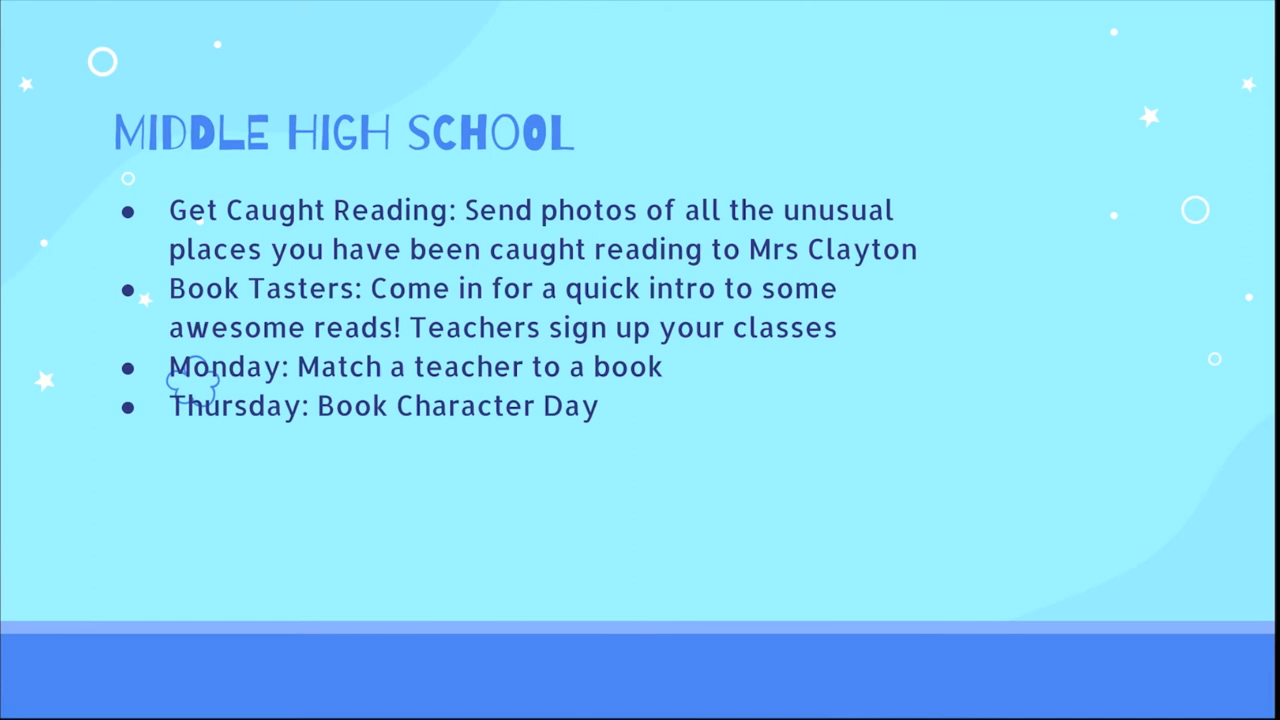 MIDDLE HIGH SCHOOL
● Get Caught Reading: Send photos of all the unusual
places you have been caught reading to Mrs Clayton
● Book Tasters: Come in for a quick intro to some
awesome reads! Teachers sign up your classes
● Monday: Match a teacher to a book
● Thursday: Book Character Day